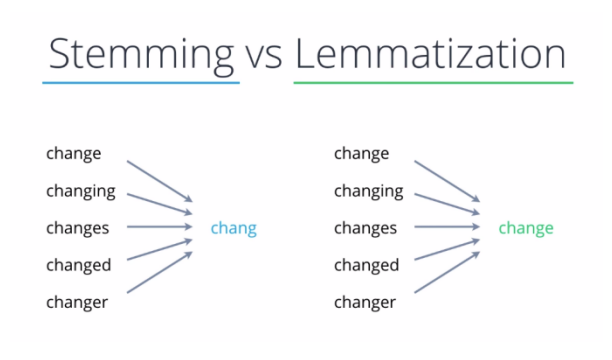 Stemming vs Lemmatization
change
changing
changes
changed
changer
chang
change
changing
changes
changed
changer
change